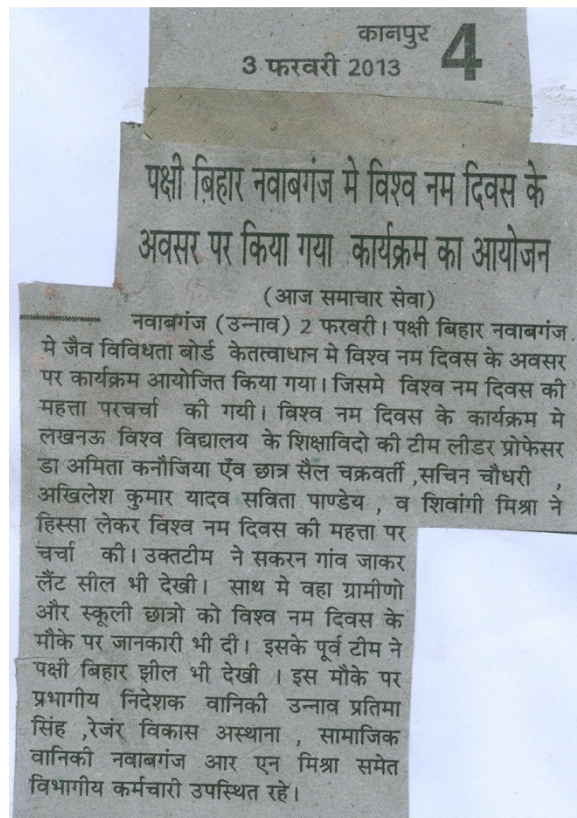 कानपुर
3 फरवरी 2013 4
पक्षी बिहार नवाबगंज मे विश्व नम दिवस के
अवसर पर किया गया कार्यक्रम का आयोजन
(आज समाचार सेवा)
नवाबगंज (उन्नाव) 2 फरवरी। पक्षी बिहार नवाबगंज
मे जैव विविधता बोर्ड केतत्वाधान मे विश्व नम दिवस के अवसर
पर कार्यक्रम आयोजित किया गया। जिसमे विश्व नम दिवस की
महत्ता परचर्चा की गयी। विश्व नम दिवस के कार्यक्रम मे
लखनऊ विश्व विद्यालय के शिक्षाविदो की टीम लीडर प्रोफेसर
डा अमिता कनौजिया एँव छात्र सैल चक्रवर्ती ,सचिन चौधरी ,
अखिलेश कुमार यादव सविता पाण्डेय , व शिवांगी मिश्रा ने
हिस्सा लेकर विश्व नम दिवस की महत्ता पर
चर्चा की। उक्तटीम ने सकरन गांव जाकर
लैंट सील भी देखी। साथ मे वहा ग्रामीणो
और स्कूली छात्रो को विश्व नम दिवस के
मौके पर जानकारी भी दी। इसके पूर्व टीम ने
पक्षी बिहार झील भी देखी । इस मौके पर
प्रभागीय निदेशक वानिकी उन्नाव प्रतिमा
सिंह ,रेजंर विकास अस्थाना , सामाजिक
वानिकी नवाबगंज आर एन मिश्रा समेत
विभागीय कर्मचारी उपस्थित रहे।